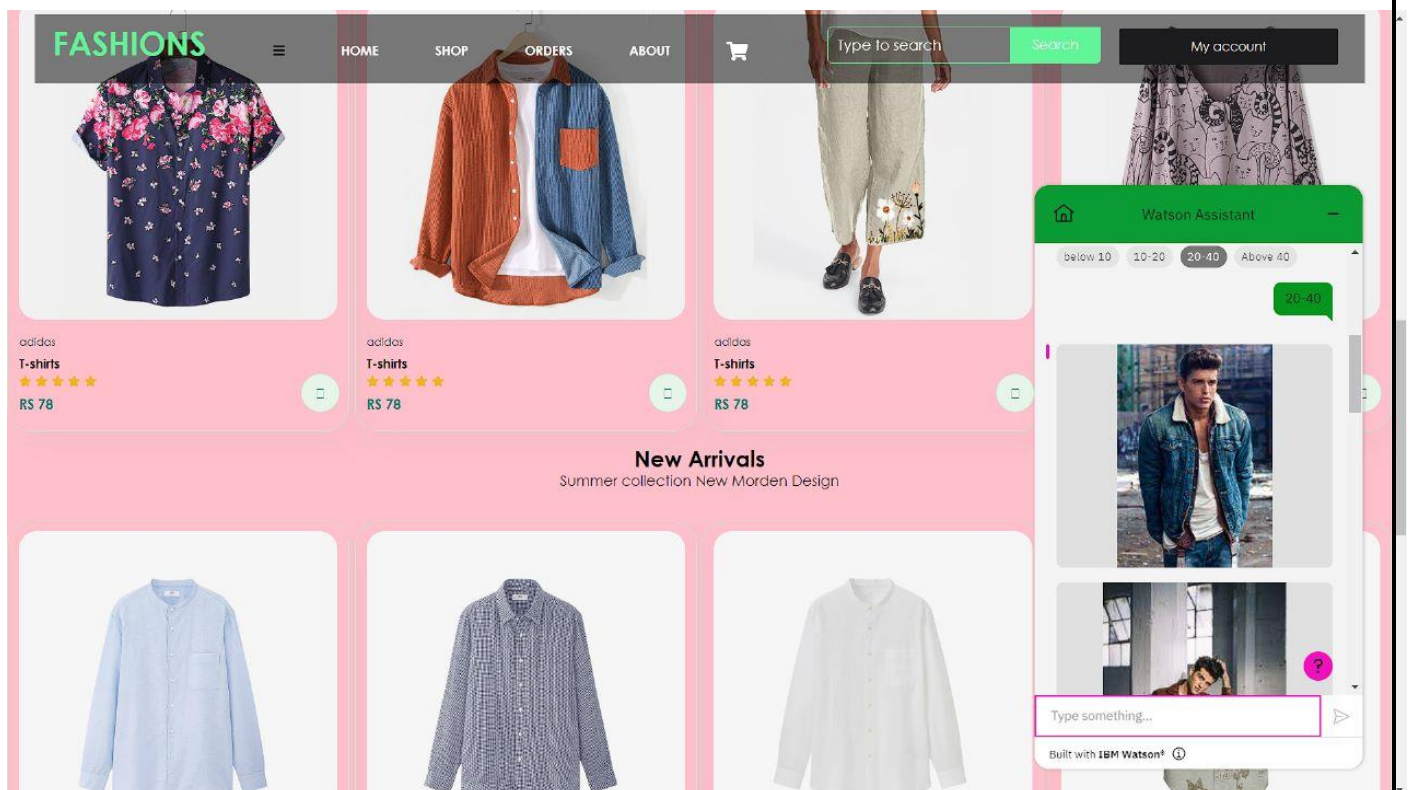 FASHIONS
HOME
SHOP
ORDERS
ABOUT
Type to search
Search
My account
adidas
T-shirts
RS 78
adidas
T-shirts
RS 78
adidas
T-shirts
RS 78
New Arrivals
Summer collection New Morden Design
Watson Assistant
below 10
10-20
20-40
Above 40
20-40
?
Type something...
Built with IBM Watson®